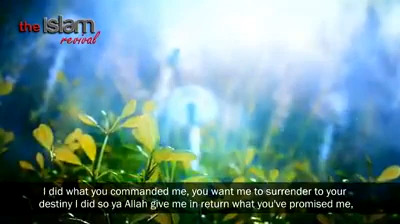 the Islam
revival
I did what you commanded me, you want me to surrender to your
destiny I did so ya Allah give me in return what you've promised me,